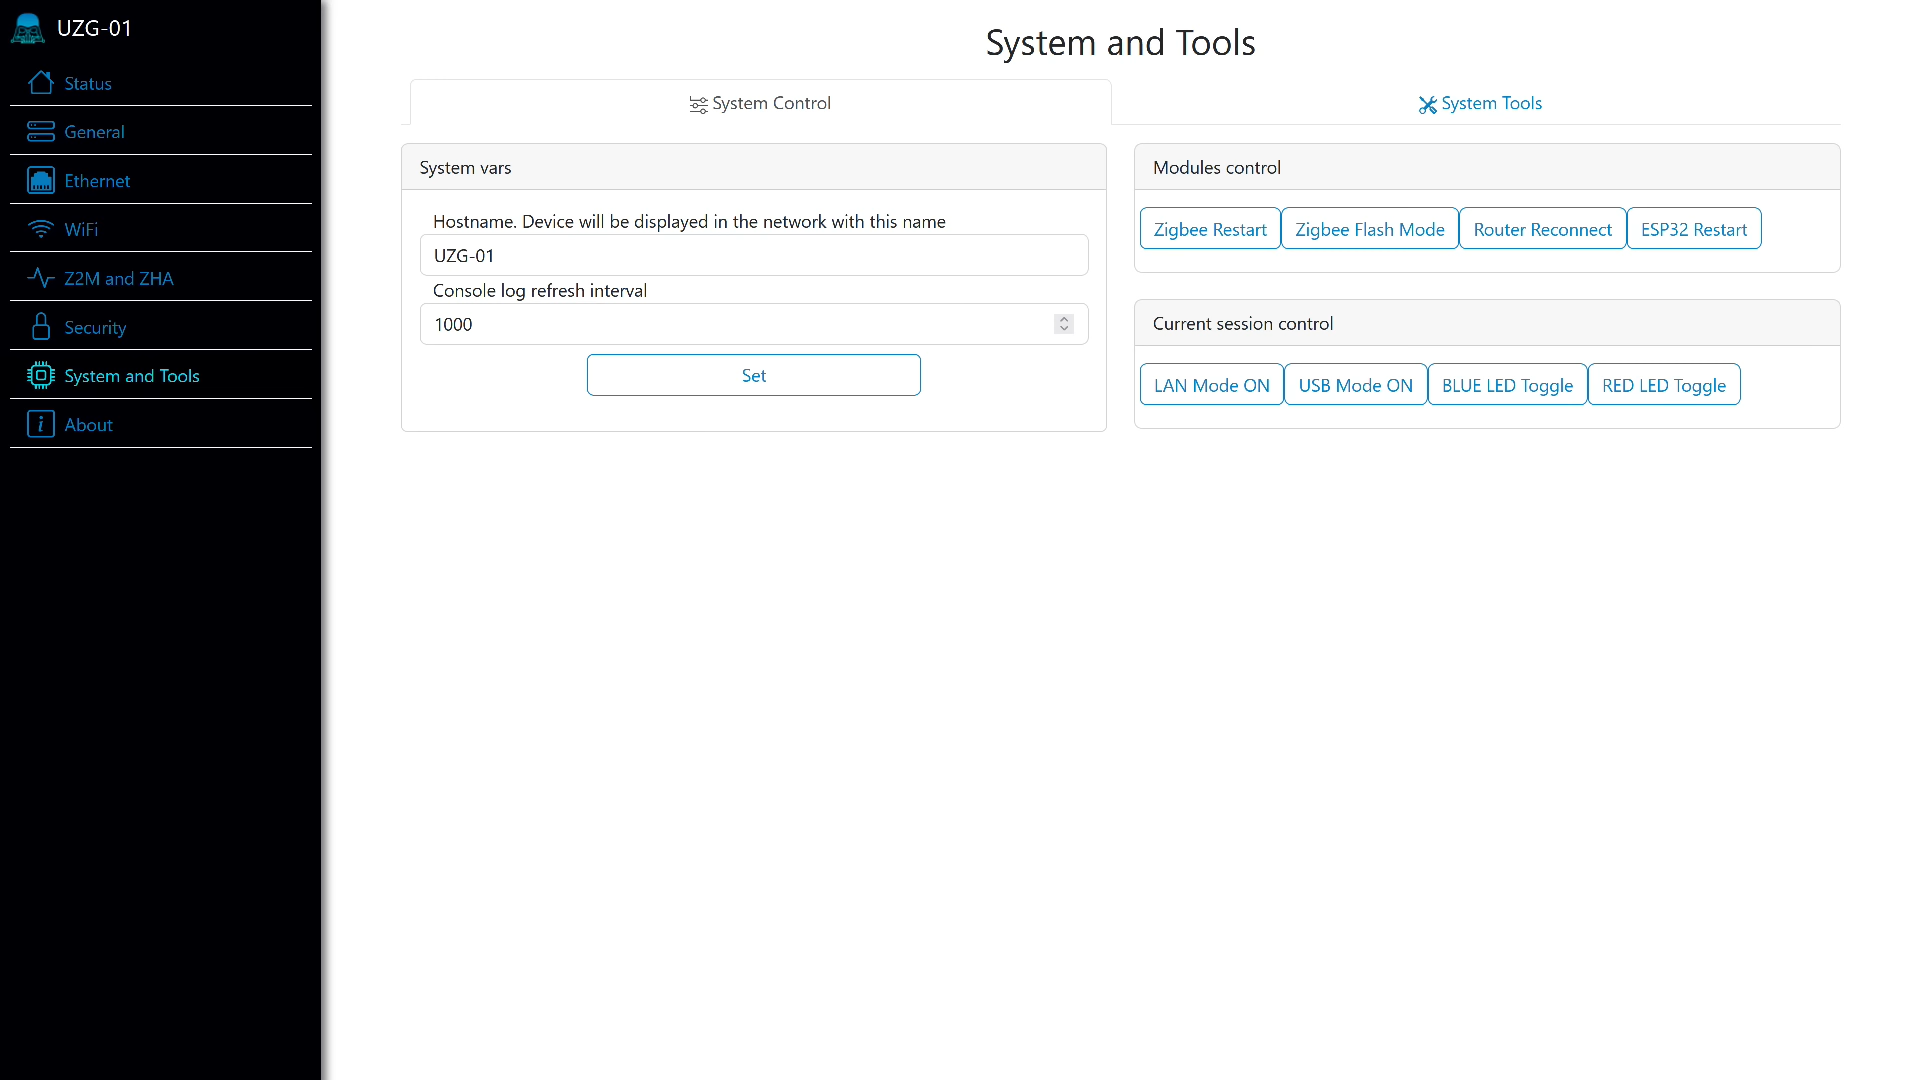 UZG-01
Status
General
Ethernet
WiFi
Z2M and ZHA
Security
System and Tools
About
System and Tools
System Control
System Tools
System vars
Hostname. Device will be displayed in the network with this name
UZG-01
Console log refresh interval
1000
Set
Modules control
Zigbee Restart Zigbee Flash Mode Router Reconnect ESP32 Restart
Current session control
LAN Mode ON USB Mode ON BLUE LED Toggle RED LED Toggle